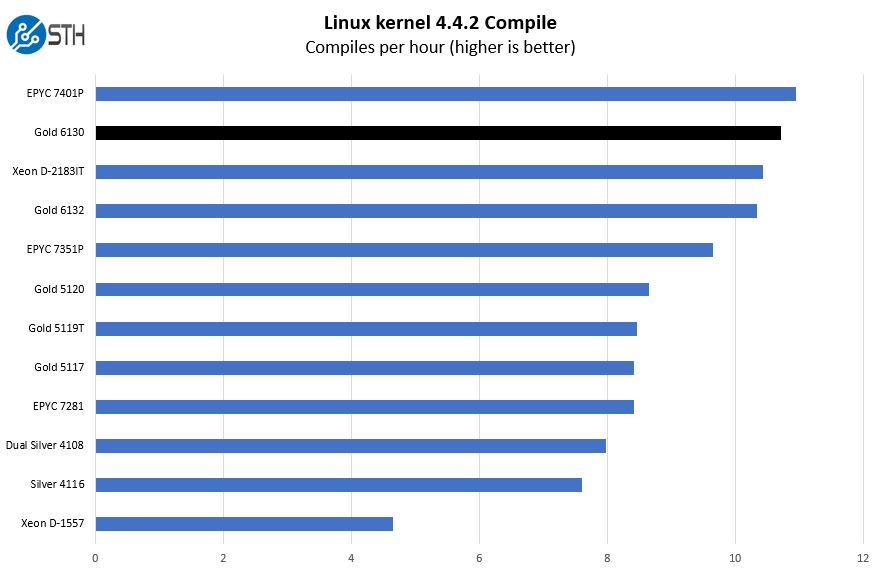 STH
Linux kernel 4.4.2 Compile
Compiles per hour (higher is better)
EPYC 7401P
Gold 6130
Xeon D-2183IT
Gold 6132
EPYC 7351P
Gold 5120
Gold 5119T
Gold 5117
EPYC 7281
Dual Silver 4108
Silver 4116
Xeon D-1557
0 2 4 6 8 10 12